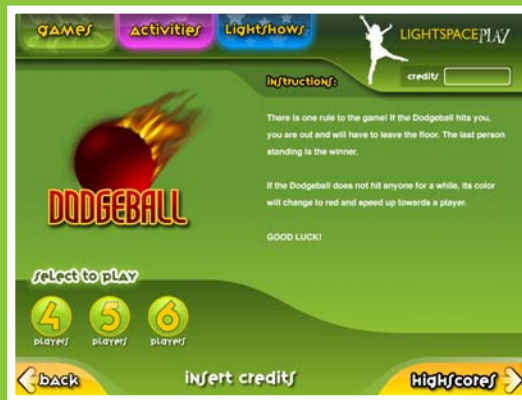 games
activities
Lightshows
LIGHTSPACE PLAY
credits
instructions:
There is one rule to the game! If the Dodgeball hits you,
you are out and will have to leave the floor. The last person
standing is the winner.
If the Dodgeball does not hit anyone for a while, its color
will change to red and speed up towards a player.
GOOD LUCK!
DODGEBALL
select to play
4
players
5
players
6
players
back
insert credits
highscores